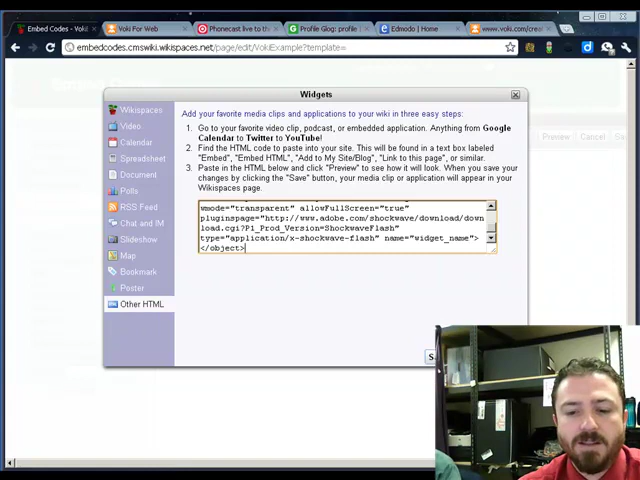 Embed Codes - Voki
Voki For Web
Phonecast live to the
Profile Glog: profile
Edmodo | Home
www.voki.com/creat
embedcodes.cmswiki.wikispaces.net/page/edit/VokiExample?template=
Preview
Cancel
Widgets
Wikispaces
Video
Calendar
Spreadsheet
Document
Polls
RSS Feed
Chat and IM
Slideshow
Map
Bookmark
Poster
Other HTML
Add your favorite media clips and applications to your wiki in three easy steps:
1. Go to your favorite video clip, podcast, or embedded application. Anything from Google
Calendar to Twitter to YouTube!
2. Find the HTML code to paste into your site. This will be found in a text box labeled
"Embed", "Embed HTML", "Add to My Site/Blog", "Link to this page", or similar.
3. Paste in the HTML below and click "Preview" to see how it will look. When you save your
changes by clicking the "Save" button, your media clip or application will appear in your
Wikispaces page.
wmode="transparent" allowFullScreen="true"
pluginspage="http://www.adobe.com/shockwave/download/down
load.cgi?P1_Prod_Version=ShockwaveFlash"
type="application/x-shockwave-flash" name="widget_name">
</object>